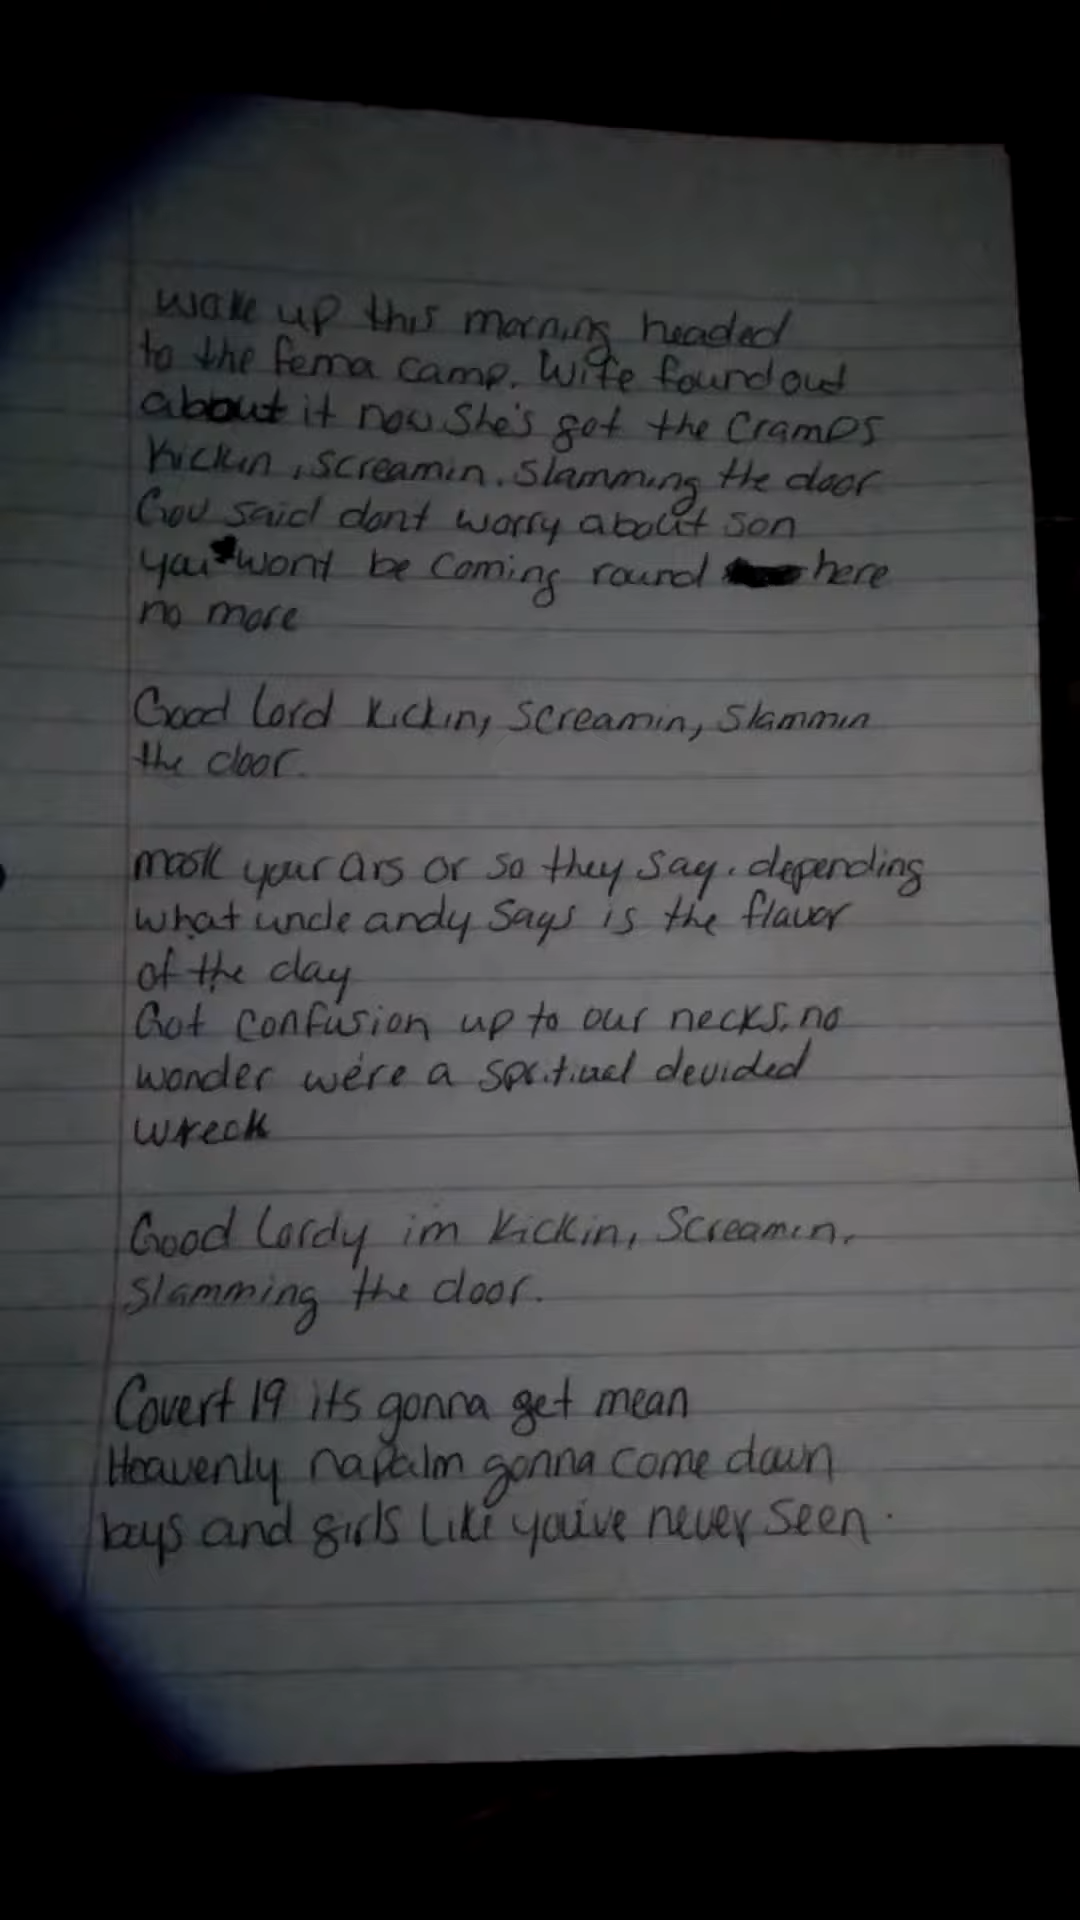 wake up this morning headed
to the fema camp. Wife found out
about it now She's got the Cramps
Kickin, Screamin. Slamming the door
Gov said dont worry about son
you wont be coming round here
no more
Good Lord Kickin, Screamin, Slammin
the door.
mask your ars or so they say. depending
what uncle andy Says is the flavor
of the day
Got confusion up to our necks. no
wonder we're a spritiual devided
wreck
Good Lordy im Kickin, Screamin,
Slamming the door.
Covert 19 its gonna get mean
Heavenly napalm gonna come down
boys and girls Like you've never seen.